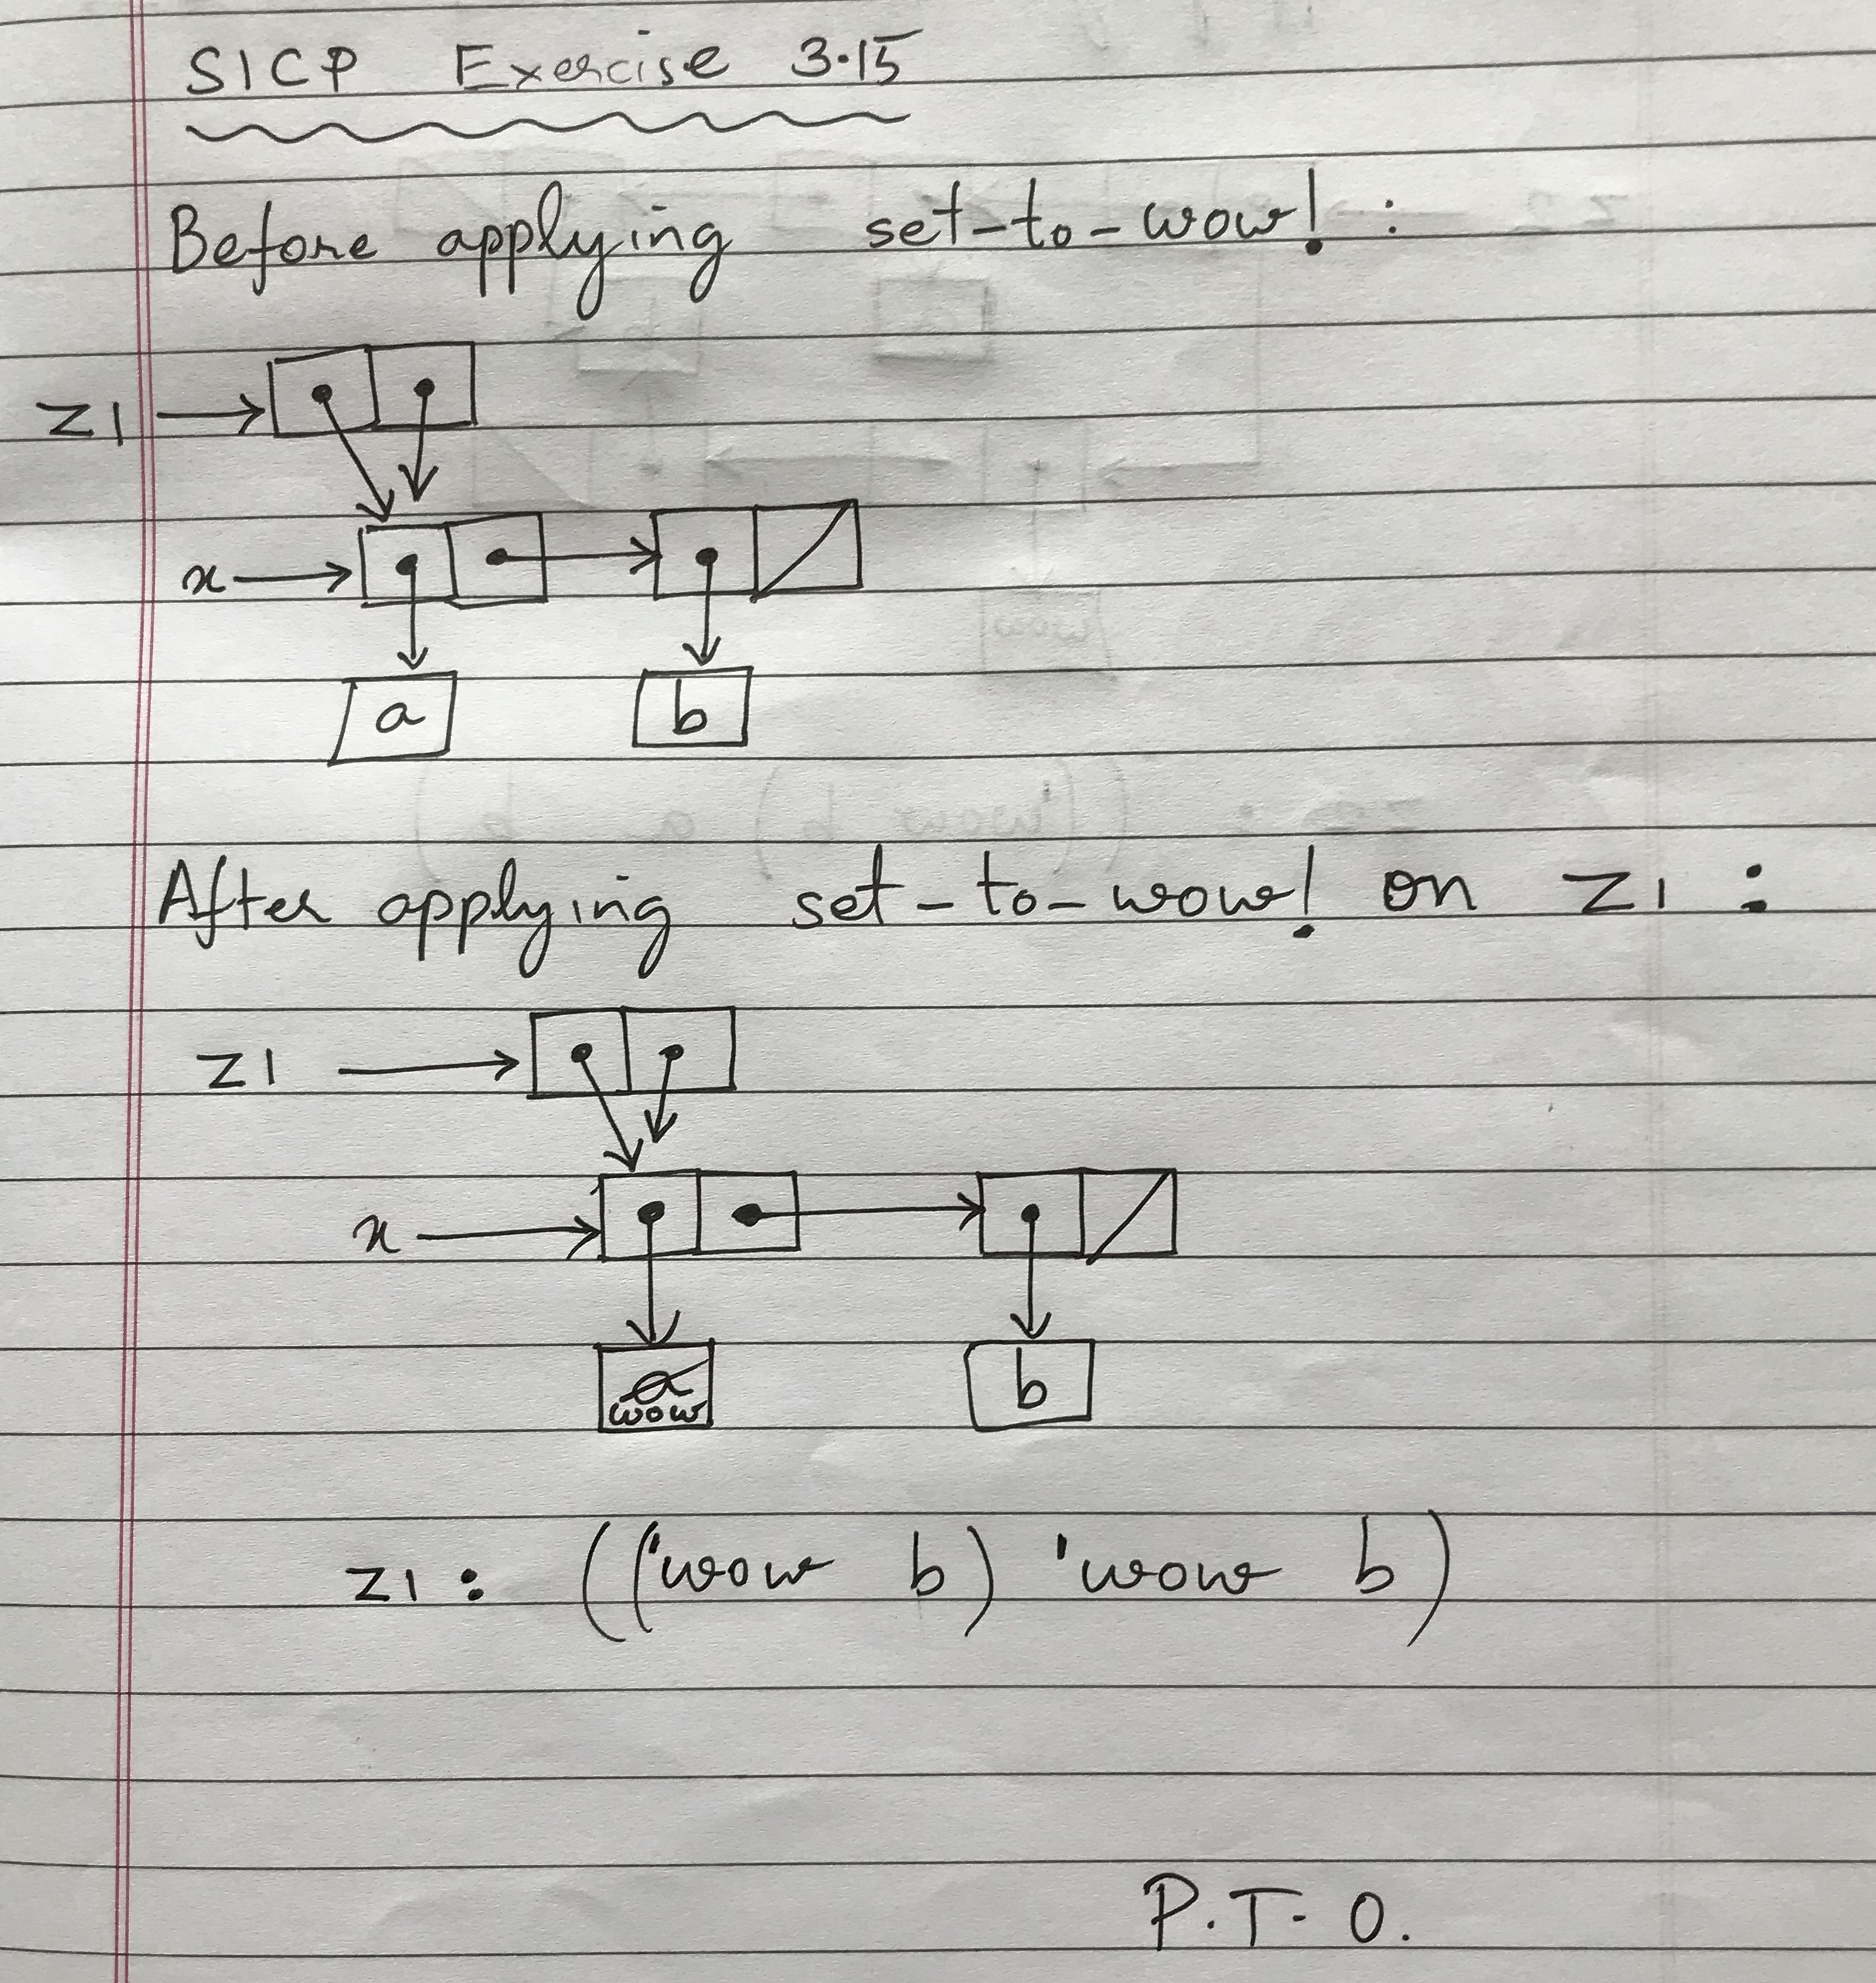 SICP Exercise 3.15
Before applying set-to-wow! :
z1
x
a b
After applying set-to-wow! on z1 :
z1
x
a b
wow
z1 : (('wow b) 'wow b)
P.T.O.